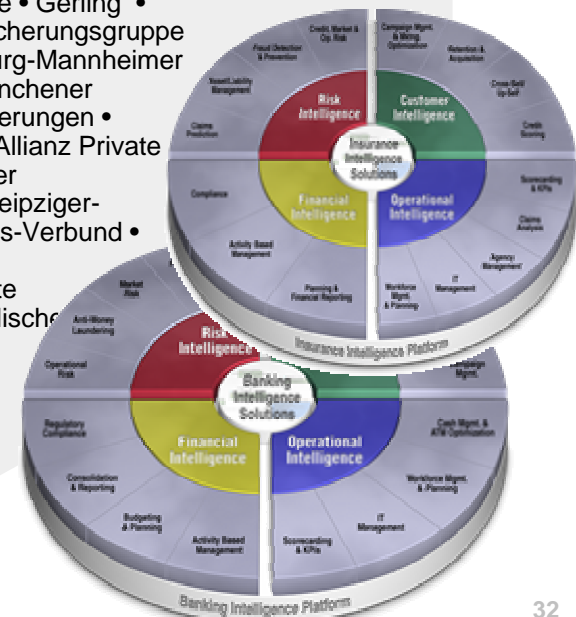 e • Gerling •
cherungsgruppe
urg-Mannheimer
nchener
erungen •
Allianz Private
er
eipziger-
s-Verbund •
te
dische
Credit, Market &
Op. Risk
Fraud Detection
& Prevention
Asset/Liability
Management
Claims
Prediction
Risk
Intelligence
Campaign Mgmt.
& Mktng.
Optimization
Retention &
Acquisition
Cross-Sell/
Up-Sell
Credit
Scoring
Customer
Intelligence
Insurance
Intelligence
Solutions
Compliance
Activity Based
Management
Planning &
Financial Reporting
Financial
Intelligence
Operational
Intelligence
Scorecarding
& KPIs
Claims
Analysis
Agency
Management
IT
Management
Workforce
Mgmt.
& Planning
Insurance Intelligence Platform
Market
Risk
Anti-Money
Laundering
Operational
Risk
Risk
Intelligence
Banking
Intelligence
Solutions
Mgmt.
Cash Mgmt. &
ATM Optimization
Workforce Mgmt.
& Planning
IT
Management
Scorecarding
& KPIs
Operational
Intelligence
Financial
Intelligence
Regulatory
Compliance
Consolidation
& Reporting
Budgeting
& Planning
Activity Based
Management
Banking Intelligence Platform
32